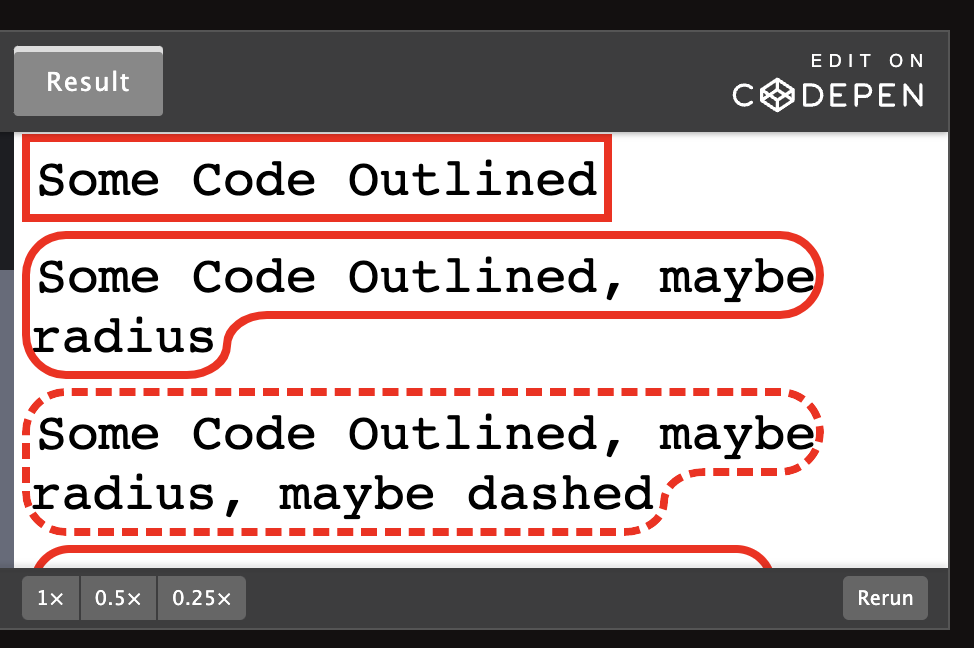 Result
EDIT ON
CODEPEN
Some Code Outlined
Some Code Outlined, maybe
radius
Some Code Outlined, maybe
radius, maybe dashed
1×
0.5×
0.25×
Rerun